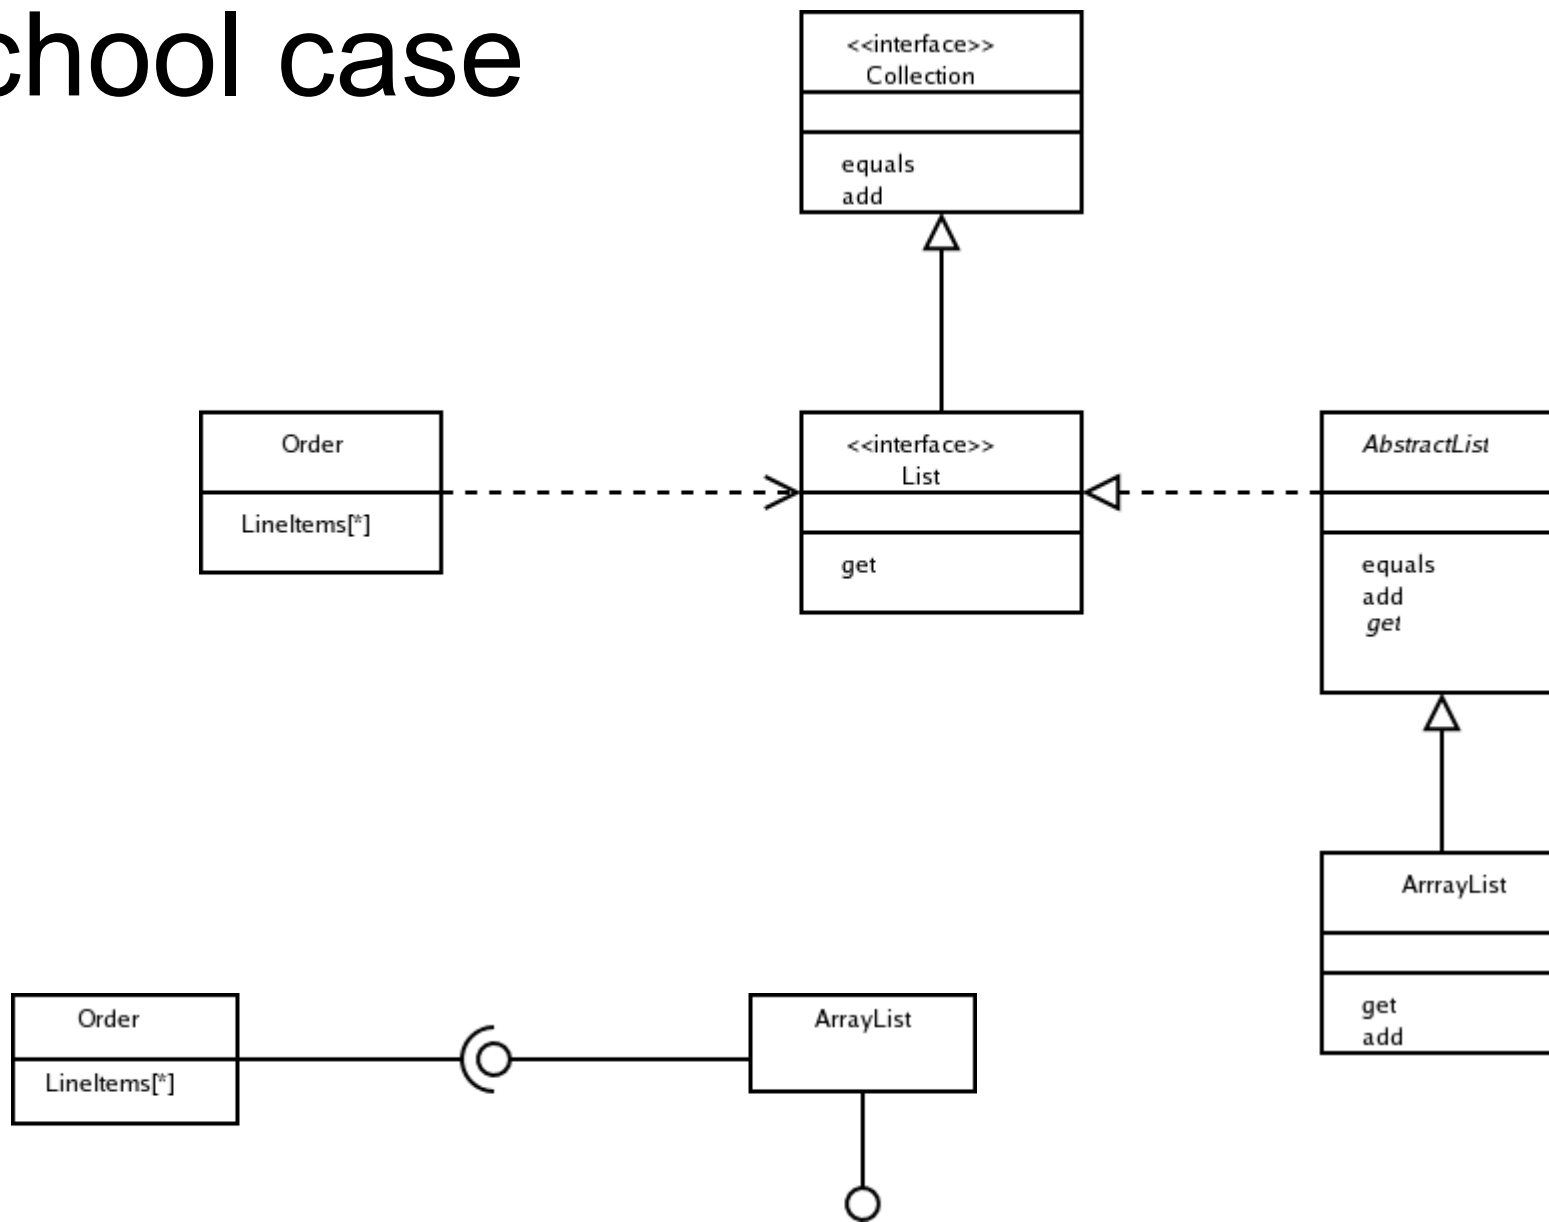 chool case
<<interface>>
Collection
equals
add
Order
LineItems[*]
<<interface>>
List
get
AbstractList
equals
add
get
ArrrayList
get
add
Order
LineItems[*]
ArrayList